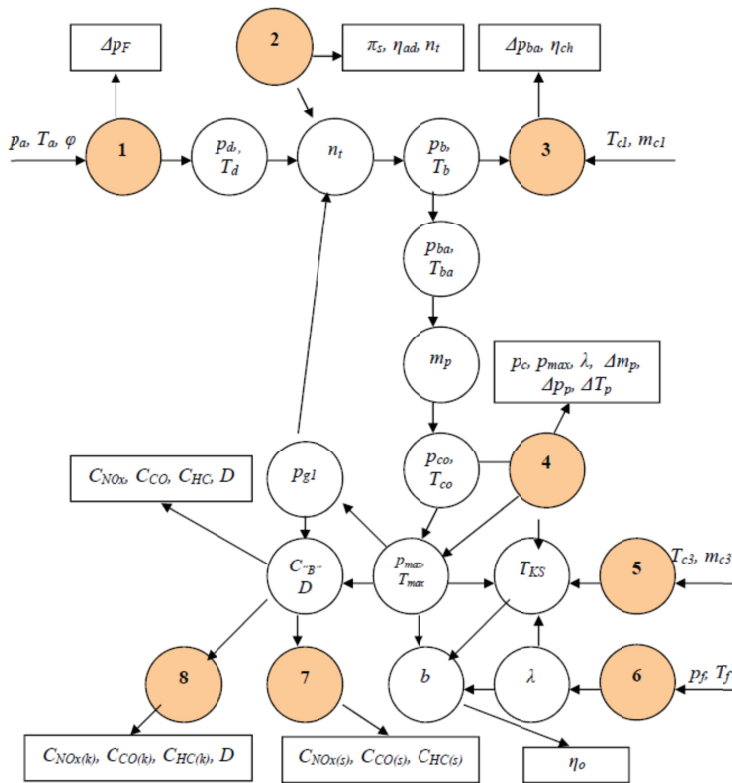 Δp_F
2
π_s, η_ad, n_t
Δp_ba, η_ch
p_a, T_a, φ
1
p_d,,
T_d
n_t
p_b,
T_b
3
T_c1, m_c1
p_ba,
T_ba
m_p
p_c, p_max, λ, Δm_p,
Δp_p, ΔT_p
p_co,
T_co
4
p_g1
C_N0x, C_CO, C_HC, D
C"B"
D
p_max,
T_max
T_KS
5
T_c3, m_c3
8
7
b
λ
6
p_f, T_f
C_NOx(k), C_CO(k), C_HC(k), D
C_NOx(s), C_CO(s), C_HC(s)
η_o